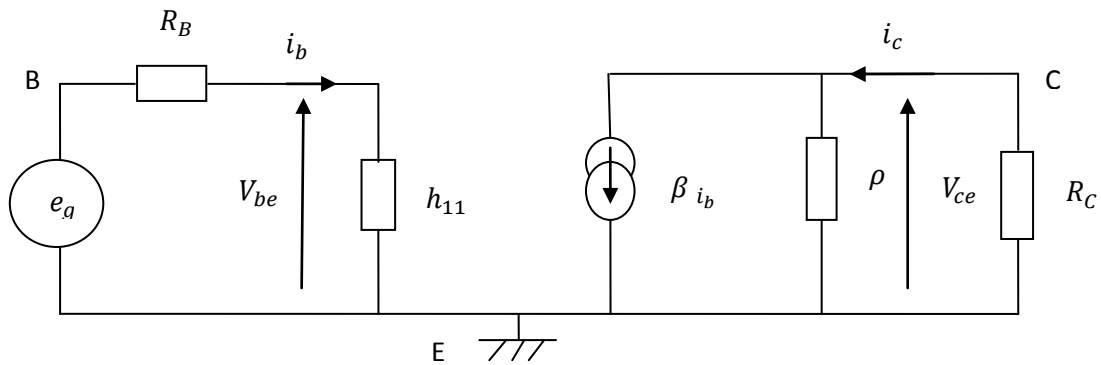 R_B
i_b
i_c
B
C
e_g
V_be
h_11
β i_b
ρ
V_ce
R_C
E